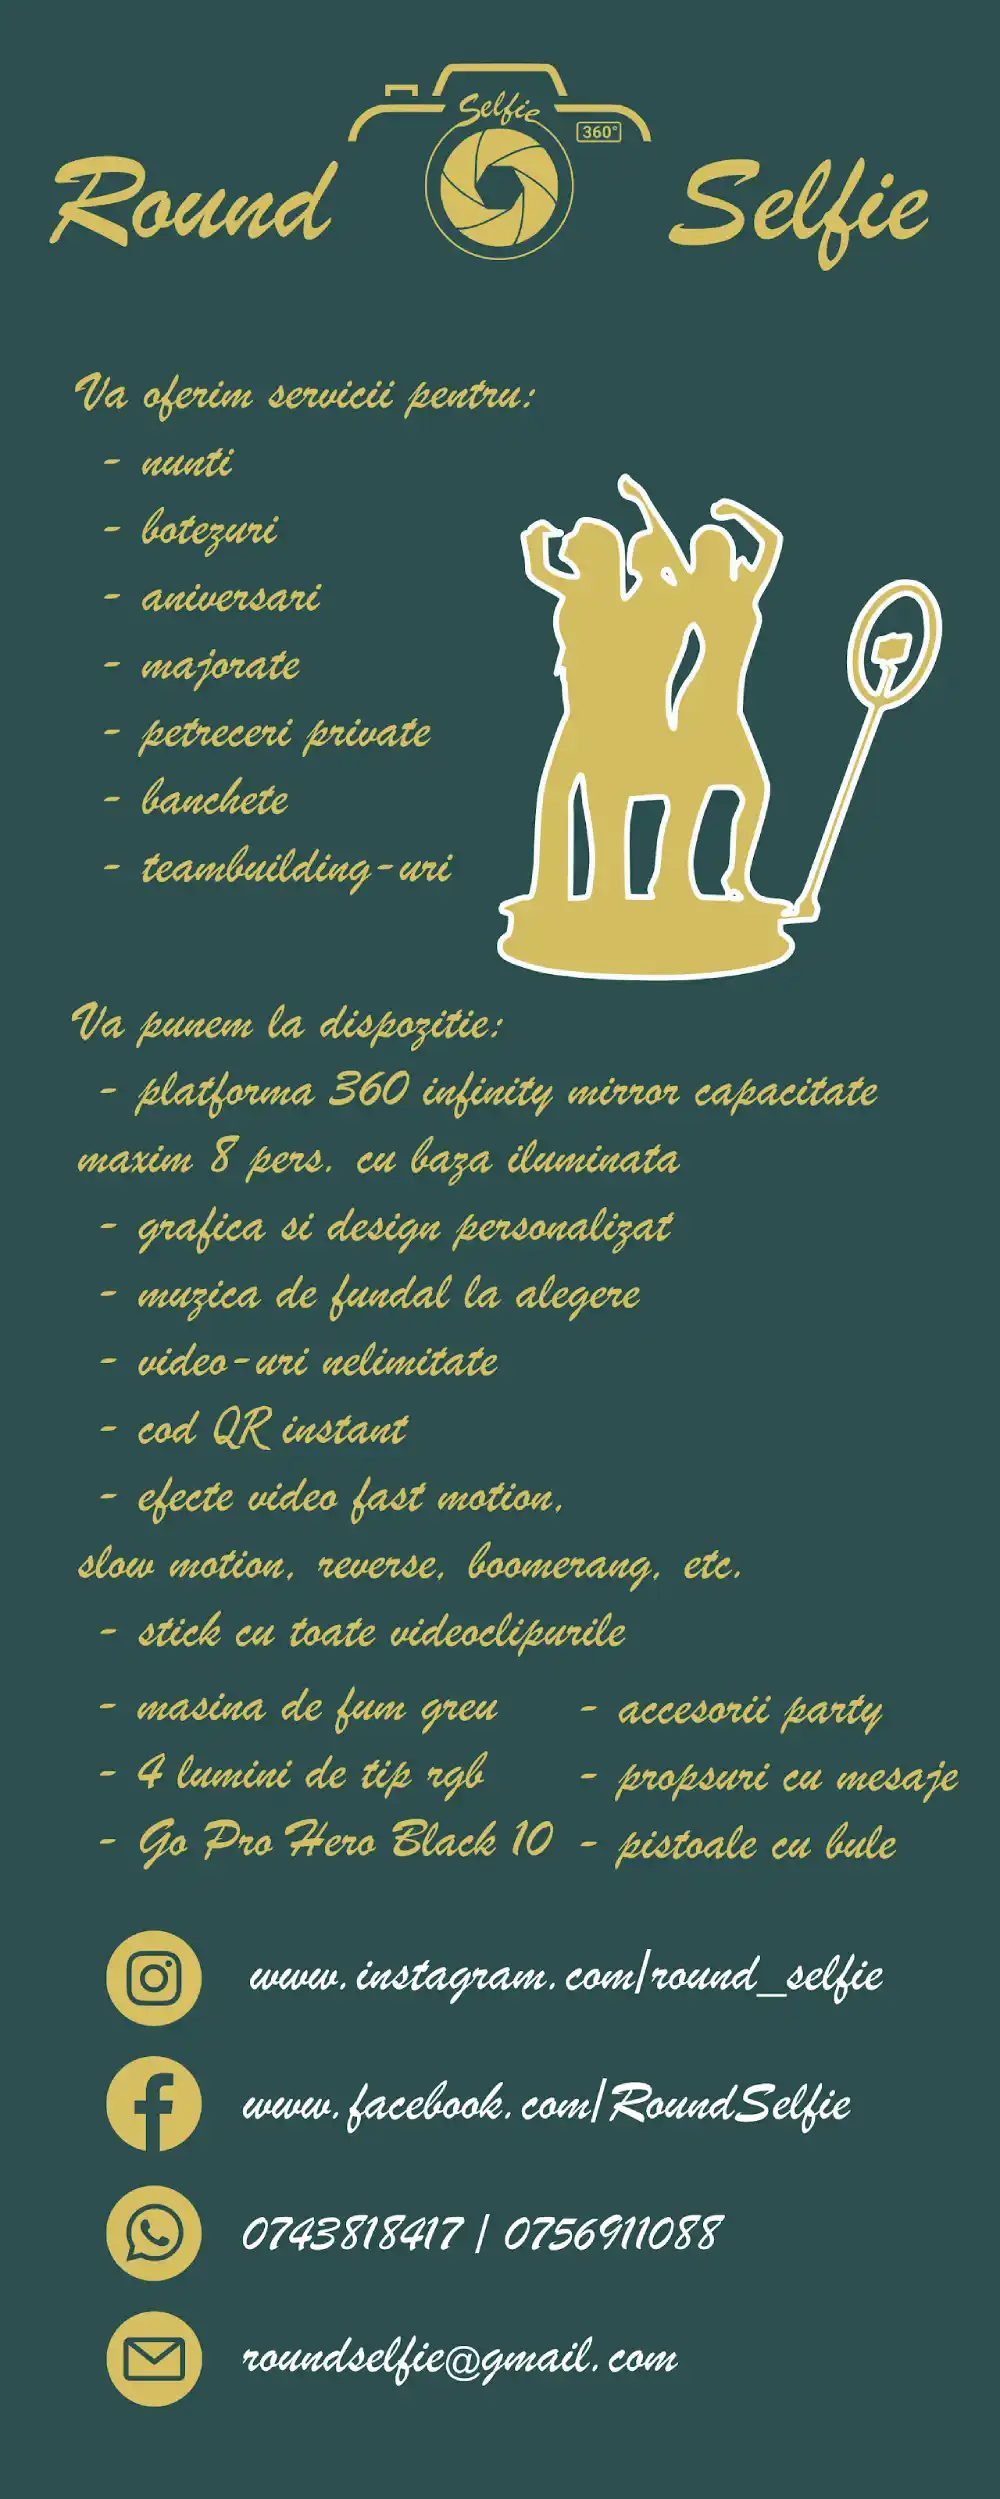 Selfie
360°
Round Selfie
Va oferim servicii pentru:
- nunti
- botezuri
- aniversari
- majorate
- petreceri private
- banchete
- teambuilding-uri
Va punem la dispozitie:
- platforma 360 infinity mirror capacitate
maxim 8 pers. cu baza iluminata
- grafica si design personalizat
- muzica de fundal la alegere
- video-uri nelimitate
- cod QR instant
- efecte video fast motion,
slow motion, reverse, boomerang, etc.
- stick cu toate videoclipurile
- masina de fum greu
- 4 lumini de tip rgb
- Go Pro Hero Black 10
- accesorii party
- propsuri cu mesaje
- pistoale cu bule
www.instagram.com/round_selfie
www.facebook.com/RoundSelfie
0743818417 / 0756911088
roundselfie@gmail.com